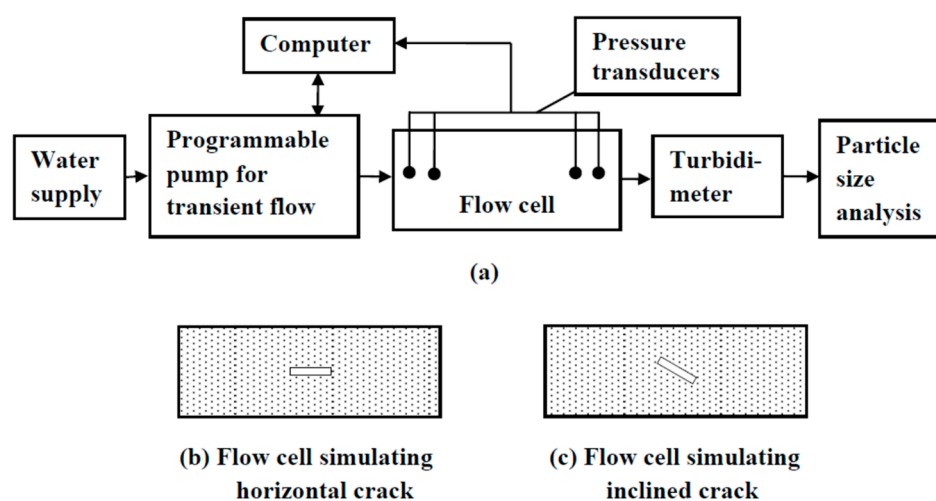 Computer
Pressure
transducers
Water
supply
Programmable
pump for
transient flow
Flow cell
Turbidi-
meter
Particle
size
analysis
(a)
(b) Flow cell simulating
horizontal crack
(c) Flow cell simulating
inclined crack